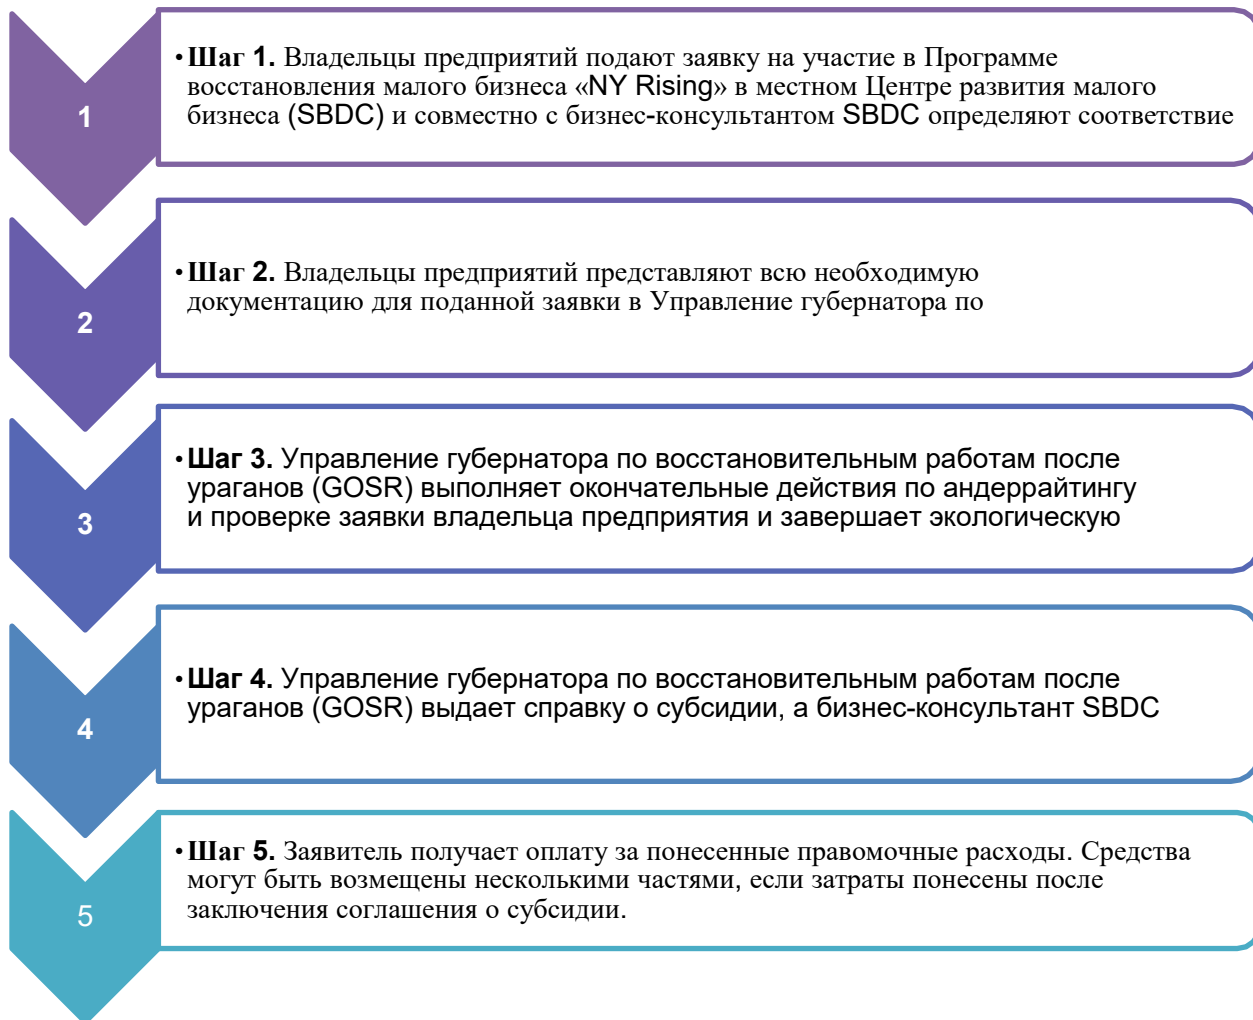 1
• Шаг 1. Владельцы предприятий подают заявку на участие в Программе
восстановления малого бизнеса «NY Rising» в местном Центре развития малого
бизнеса (SBDC) и совместно с бизнес-консультантом SBDC определяют соответствие
2
• Шаг 2. Владельцы предприятий представляют всю необходимую
документацию для поданной заявки в Управление губернатора по
3
• Шаг 3. Управление губернатора по восстановительным работам после
ураганов (GOSR) выполняет окончательные действия по андеррайтингу
и проверке заявки владельца предприятия и завершает экологическую
4
• Шаг 4. Управление губернатора по восстановительным работам после
ураганов (GOSR) выдает справку о субсидии, а бизнес-консультант SBDC
5
• Шаг 5. Заявитель получает оплату за понесенные правомочные расходы. Средства
могут быть возмещены несколькими частями, если затраты понесены после
заключения соглашения о субсидии.